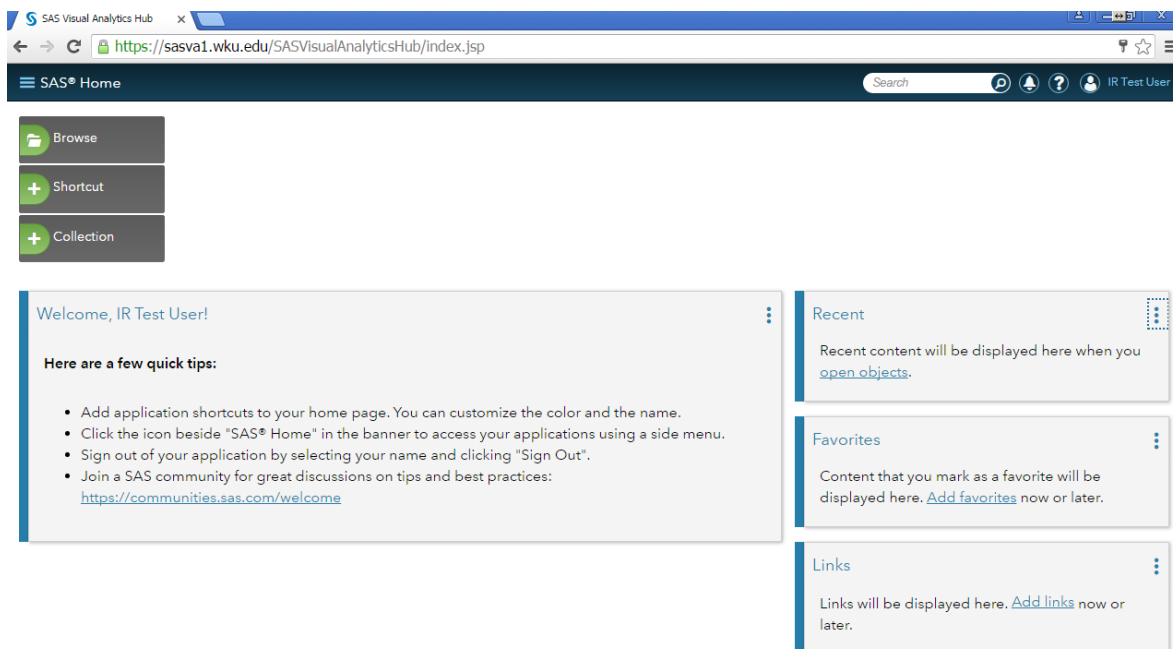 SAS Visual Analytics Hub
https://sasva1.wku.edu/SASVisualAnalyticsHub/index.jsp
SAS® Home
Search
IR Test User
Browse
Shortcut
Collection
Welcome, IR Test User!
Here are a few quick tips:
• Add application shortcuts to your home page. You can customize the color and the name.
• Click the icon beside "SAS® Home" in the banner to access your applications using a side menu.
• Sign out of your application by selecting your name and clicking "Sign Out".
• Join a SAS community for great discussions on tips and best practices:
https://communities.sas.com/welcome
Recent
Recent content will be displayed here when you
open objects.
Favorites
Content that you mark as a favorite will be
displayed here. Add favorites now or later.
Links
Links will be displayed here. Add links now or
later.